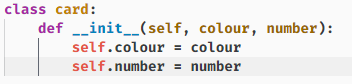 class card:
    def __init__(self, colour, number):
        self.colour = colour
        self.number = number